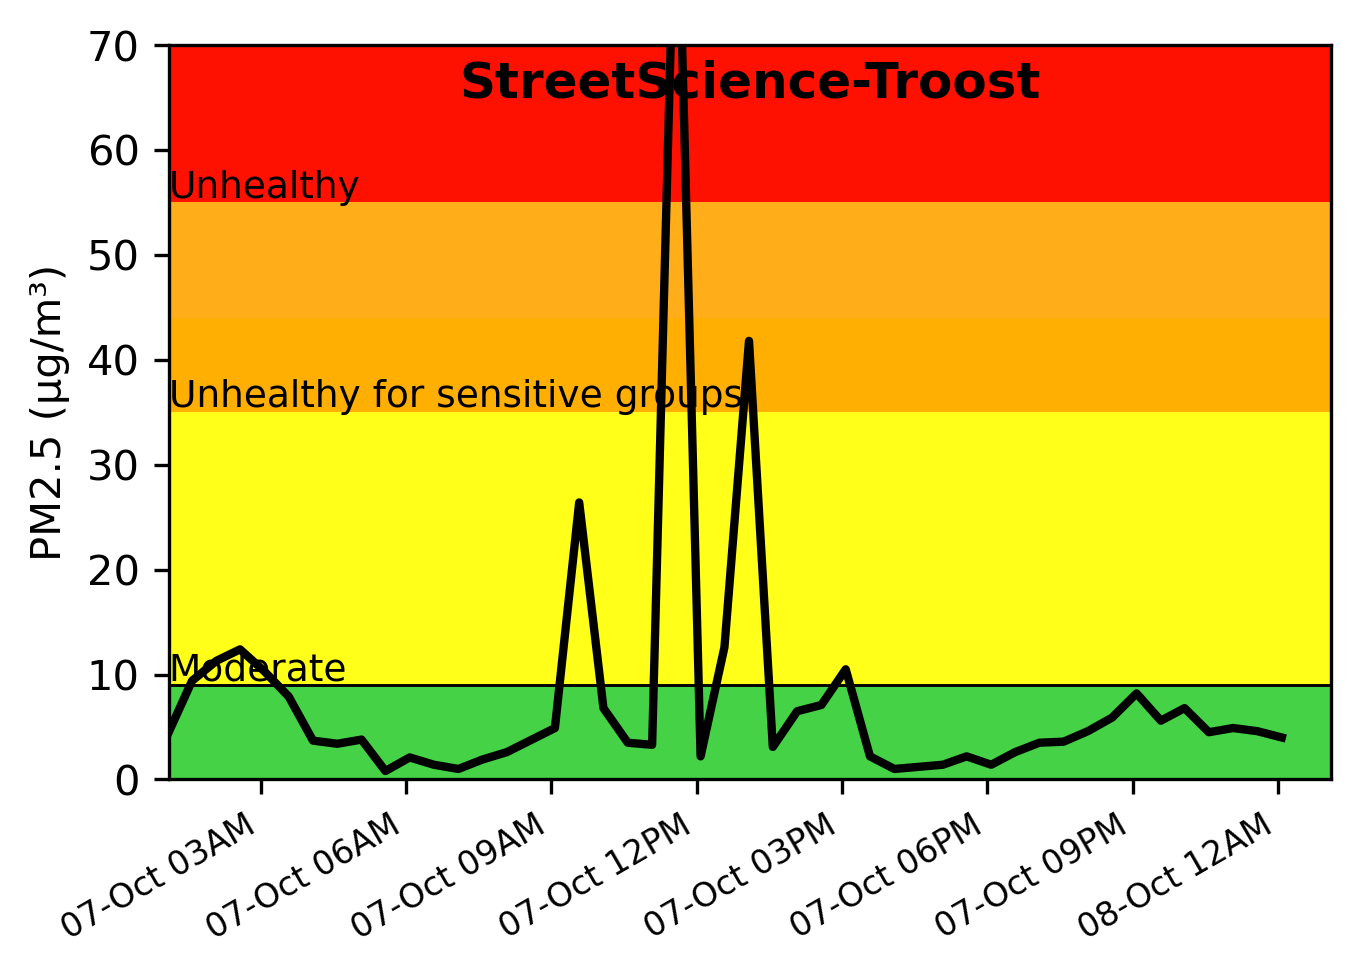 StreetScience-Troost
PM2.5 (µg/m³)
70
60
Unhealthy
50
40
Unhealthy for sensitive groups
30
20
10
Moderate
0
07-Oct 03AM
07-Oct 06AM
07-Oct 09AM
07-Oct 12PM
07-Oct 03PM
07-Oct 06PM
07-Oct 09PM
08-Oct 12AM